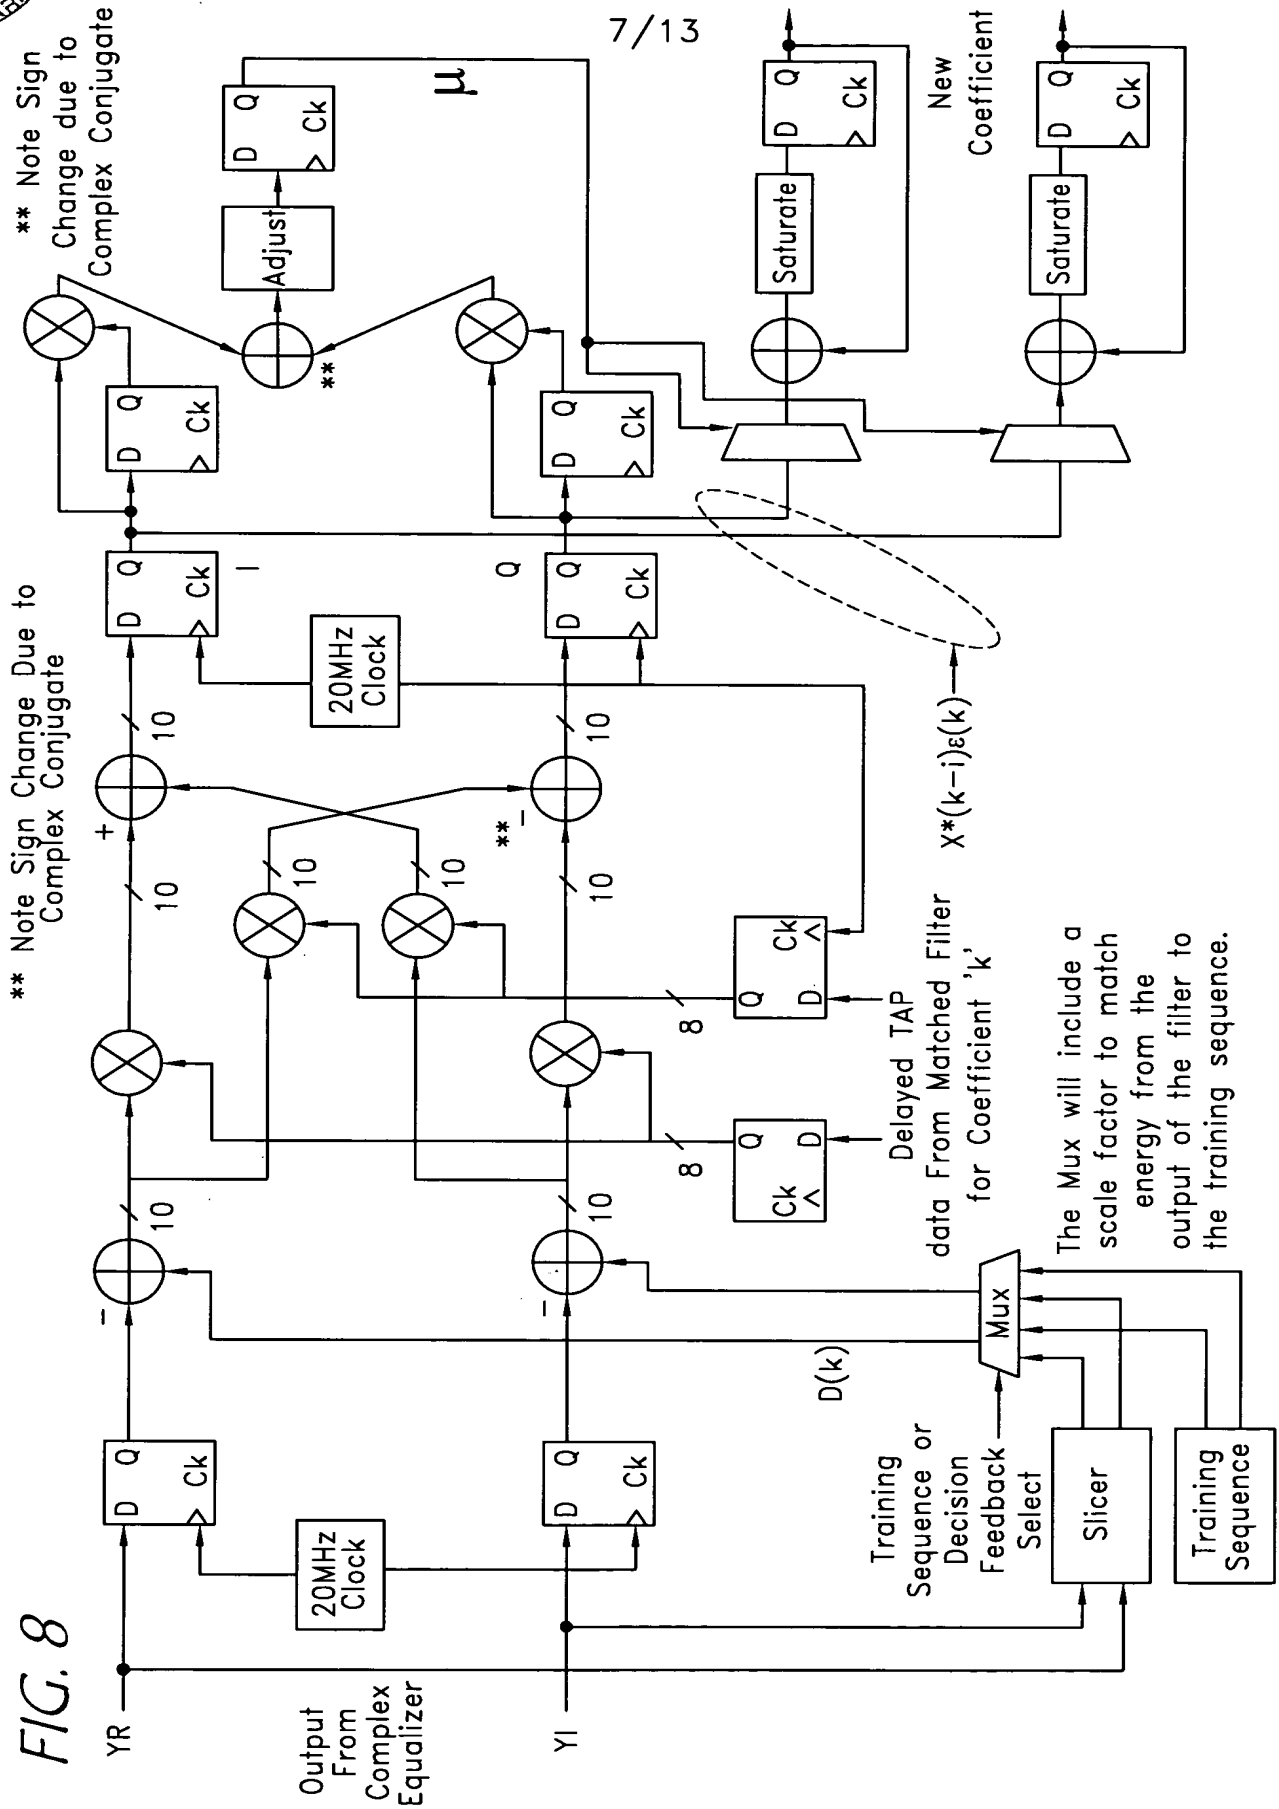 7/13
FIG. 8
** Note Sign Change Due to
Complex Conjugate
** Note Sign
Change due to
Complex Conjugate
YR
Output
From
Complex
Equalizer
YI
D Q
Ck
D Q
Ck
20MHz
Clock
-
-
10
10
+
** -
10
10
10
10
10
10
20MHz
Clock
D Q
Ck
I
Q
D Q
Ck
D Q
Ck
D Q
Ck
**
Adjust
D Q
Ck
µ
Saturate
D Q
Ck
Saturate
D Q
Ck
New
Coefficient
X*(k-i)ε(k)
Q
Ck
D
8
Q
Ck
D
8
Delayed TAP
data From Matched Filter
for Coefficient 'k'
D(k)
Mux
Training
Sequence or
Decision
Feedback
Select
Slicer
Training
Sequence
The Mux will include a
scale factor to match
energy from the
output of the filter to
the training sequence.